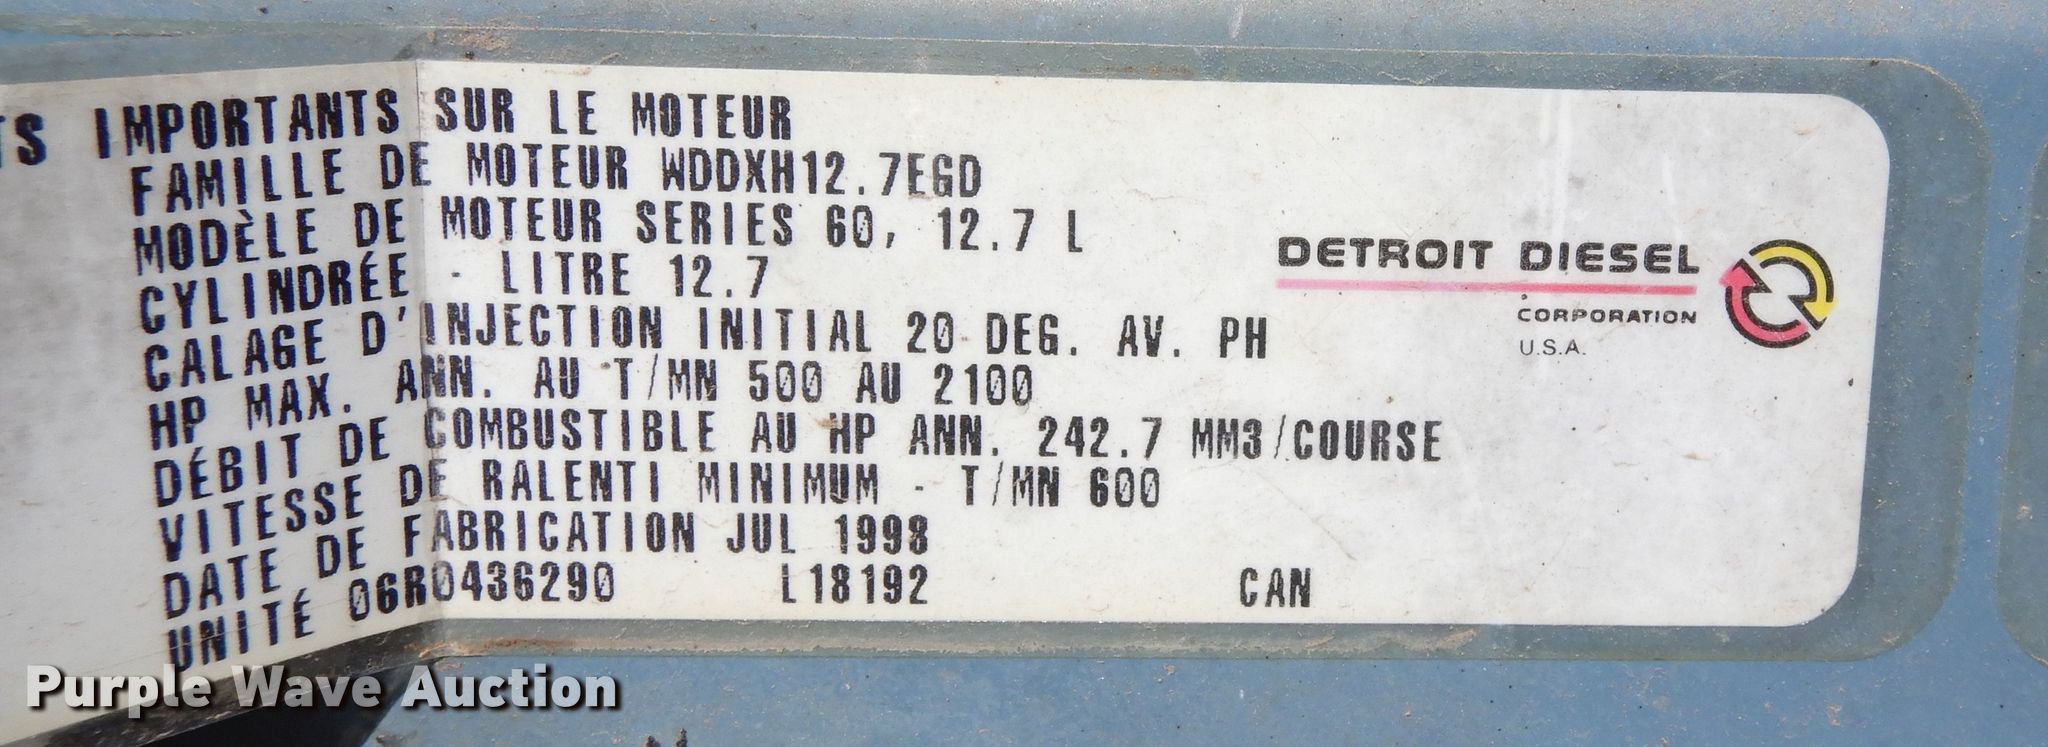 TS IMPORTANTS SUR LE MOTEUR
FAMILLE DE MOTEUR WDDXH12.7EGD
MODÈLE DE MOTEUR SERIES 60, 12.7 L
CYLINDRÉE - LITRE 12.7
CALAGE D'INJECTION INITIAL 20 DEG. AV. PH
HP MAX. ANN. AU T/MN 500 AU 2100
DÉBIT DE COMBUSTIBLE AU HP ANN. 242.7 MM3/COURSE
VITESSE DE RALENTI MINIMUM - T/MN 600
DATE DE FABRICATION JUL 1998
UNITÉ 06R0436290 L18192 CAN
DETROIT DIESEL
CORPORATION
U.S.A.
Purple Wave Auction